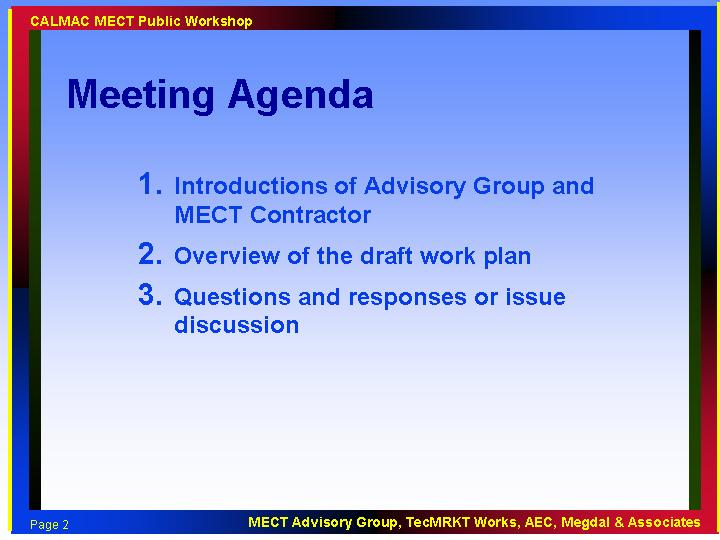 CALMAC MECT Public Workshop
Meeting Agenda
1. Introductions of Advisory Group and
MECT Contractor
2. Overview of the draft work plan
3. Questions and responses or issue
discussion
Page 2
MECT Advisory Group, TecMRKT Works, AEC, Megdal & Associates